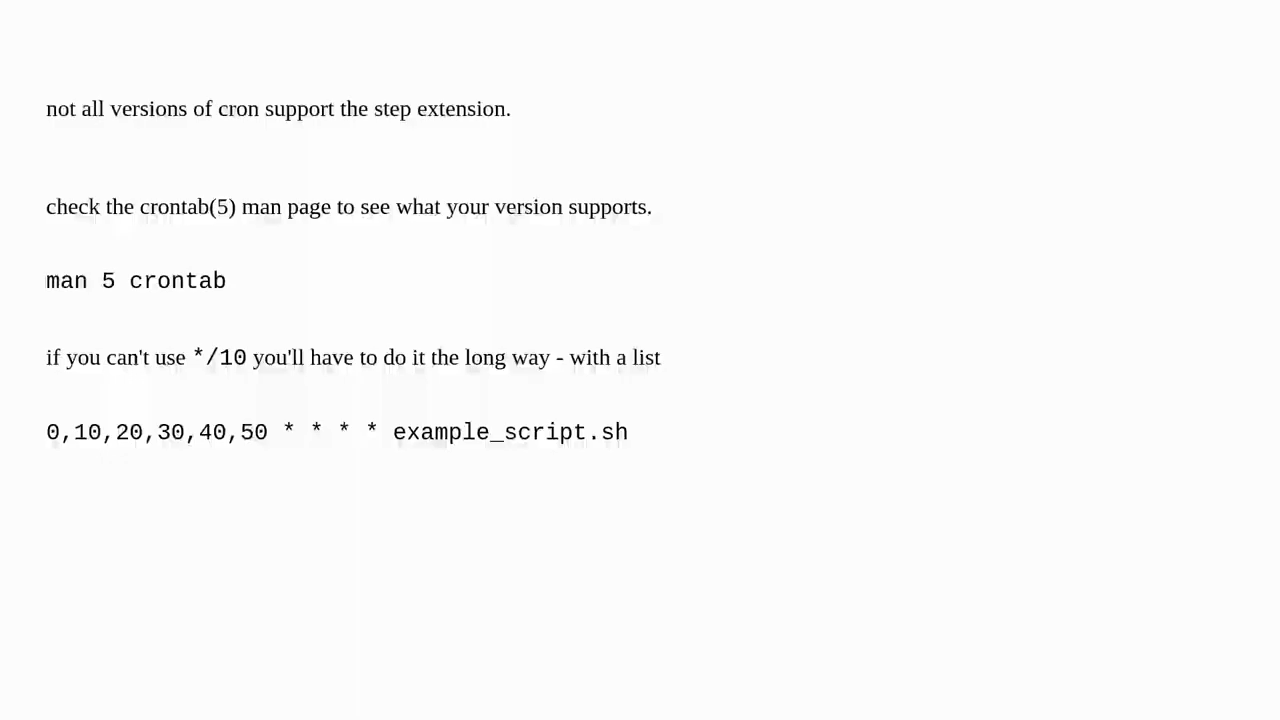 not all versions of cron support the step extension.
check the crontab(5) man page to see what your version supports.
man 5 crontab
if you can't use */10 you'll have to do it the long way - with a list
0,10,20,30,40,50 * * * * example_script.sh